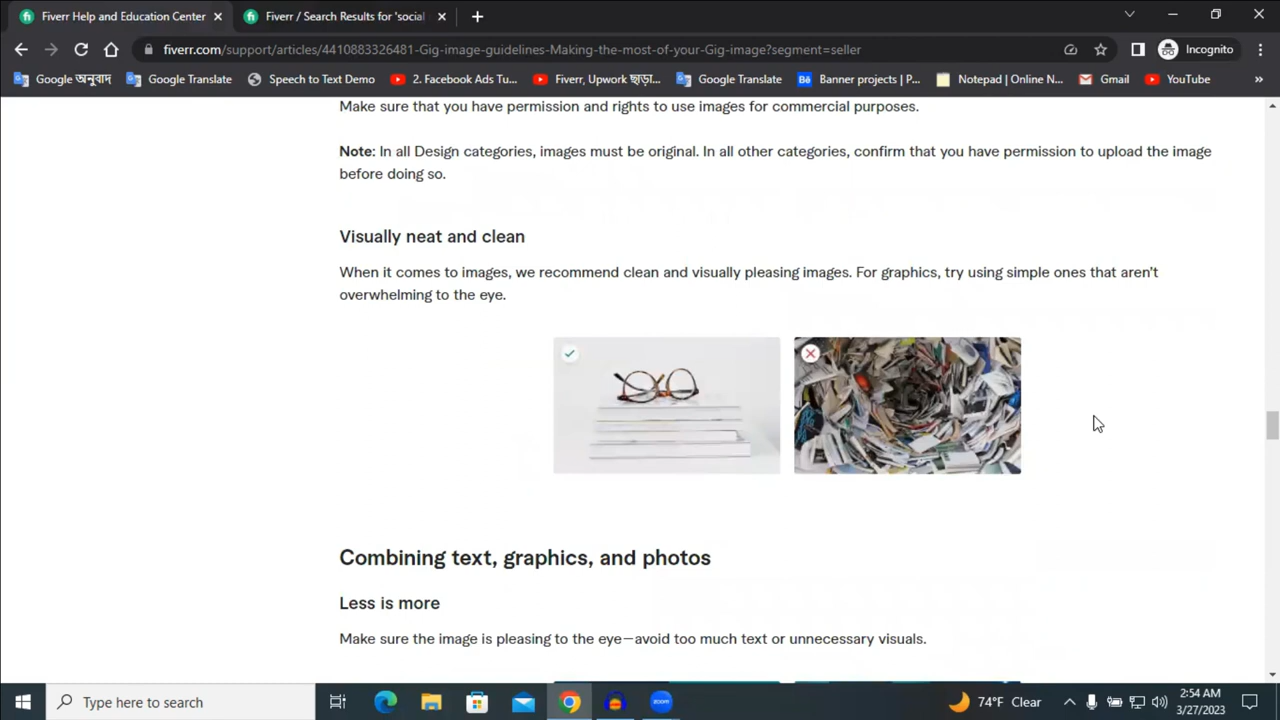 Fiverr Help and Education Center
Fiverr / Search Results for 'social
fiverr.com/support/articles/4410883326481-Gig-image-guidelines-Making-the-most-of-your-Gig-image?segment=seller
Incognito
Google অনুবাদ
Google Translate
Speech to Text Demo
2. Facebook Ads Tu...
Fiverr, Upwork ছাড়া...
Google Translate
Bē Banner projects | P...
Notepad | Online N...
Gmail
YouTube
»
Make sure that you have permission and rights to use images for commercial purposes.
Note: In all Design categories, images must be original. In all other categories, confirm that you have permission to upload the image
before doing so.
Visually neat and clean
When it comes to images, we recommend clean and visually pleasing images. For graphics, try using simple ones that aren't
overwhelming to the eye.
Combining text, graphics, and photos
Less is more
Make sure the image is pleasing to the eye—avoid too much text or unnecessary visuals.
Type here to search
zoom
74°F Clear
2:54 AM
3/27/2023